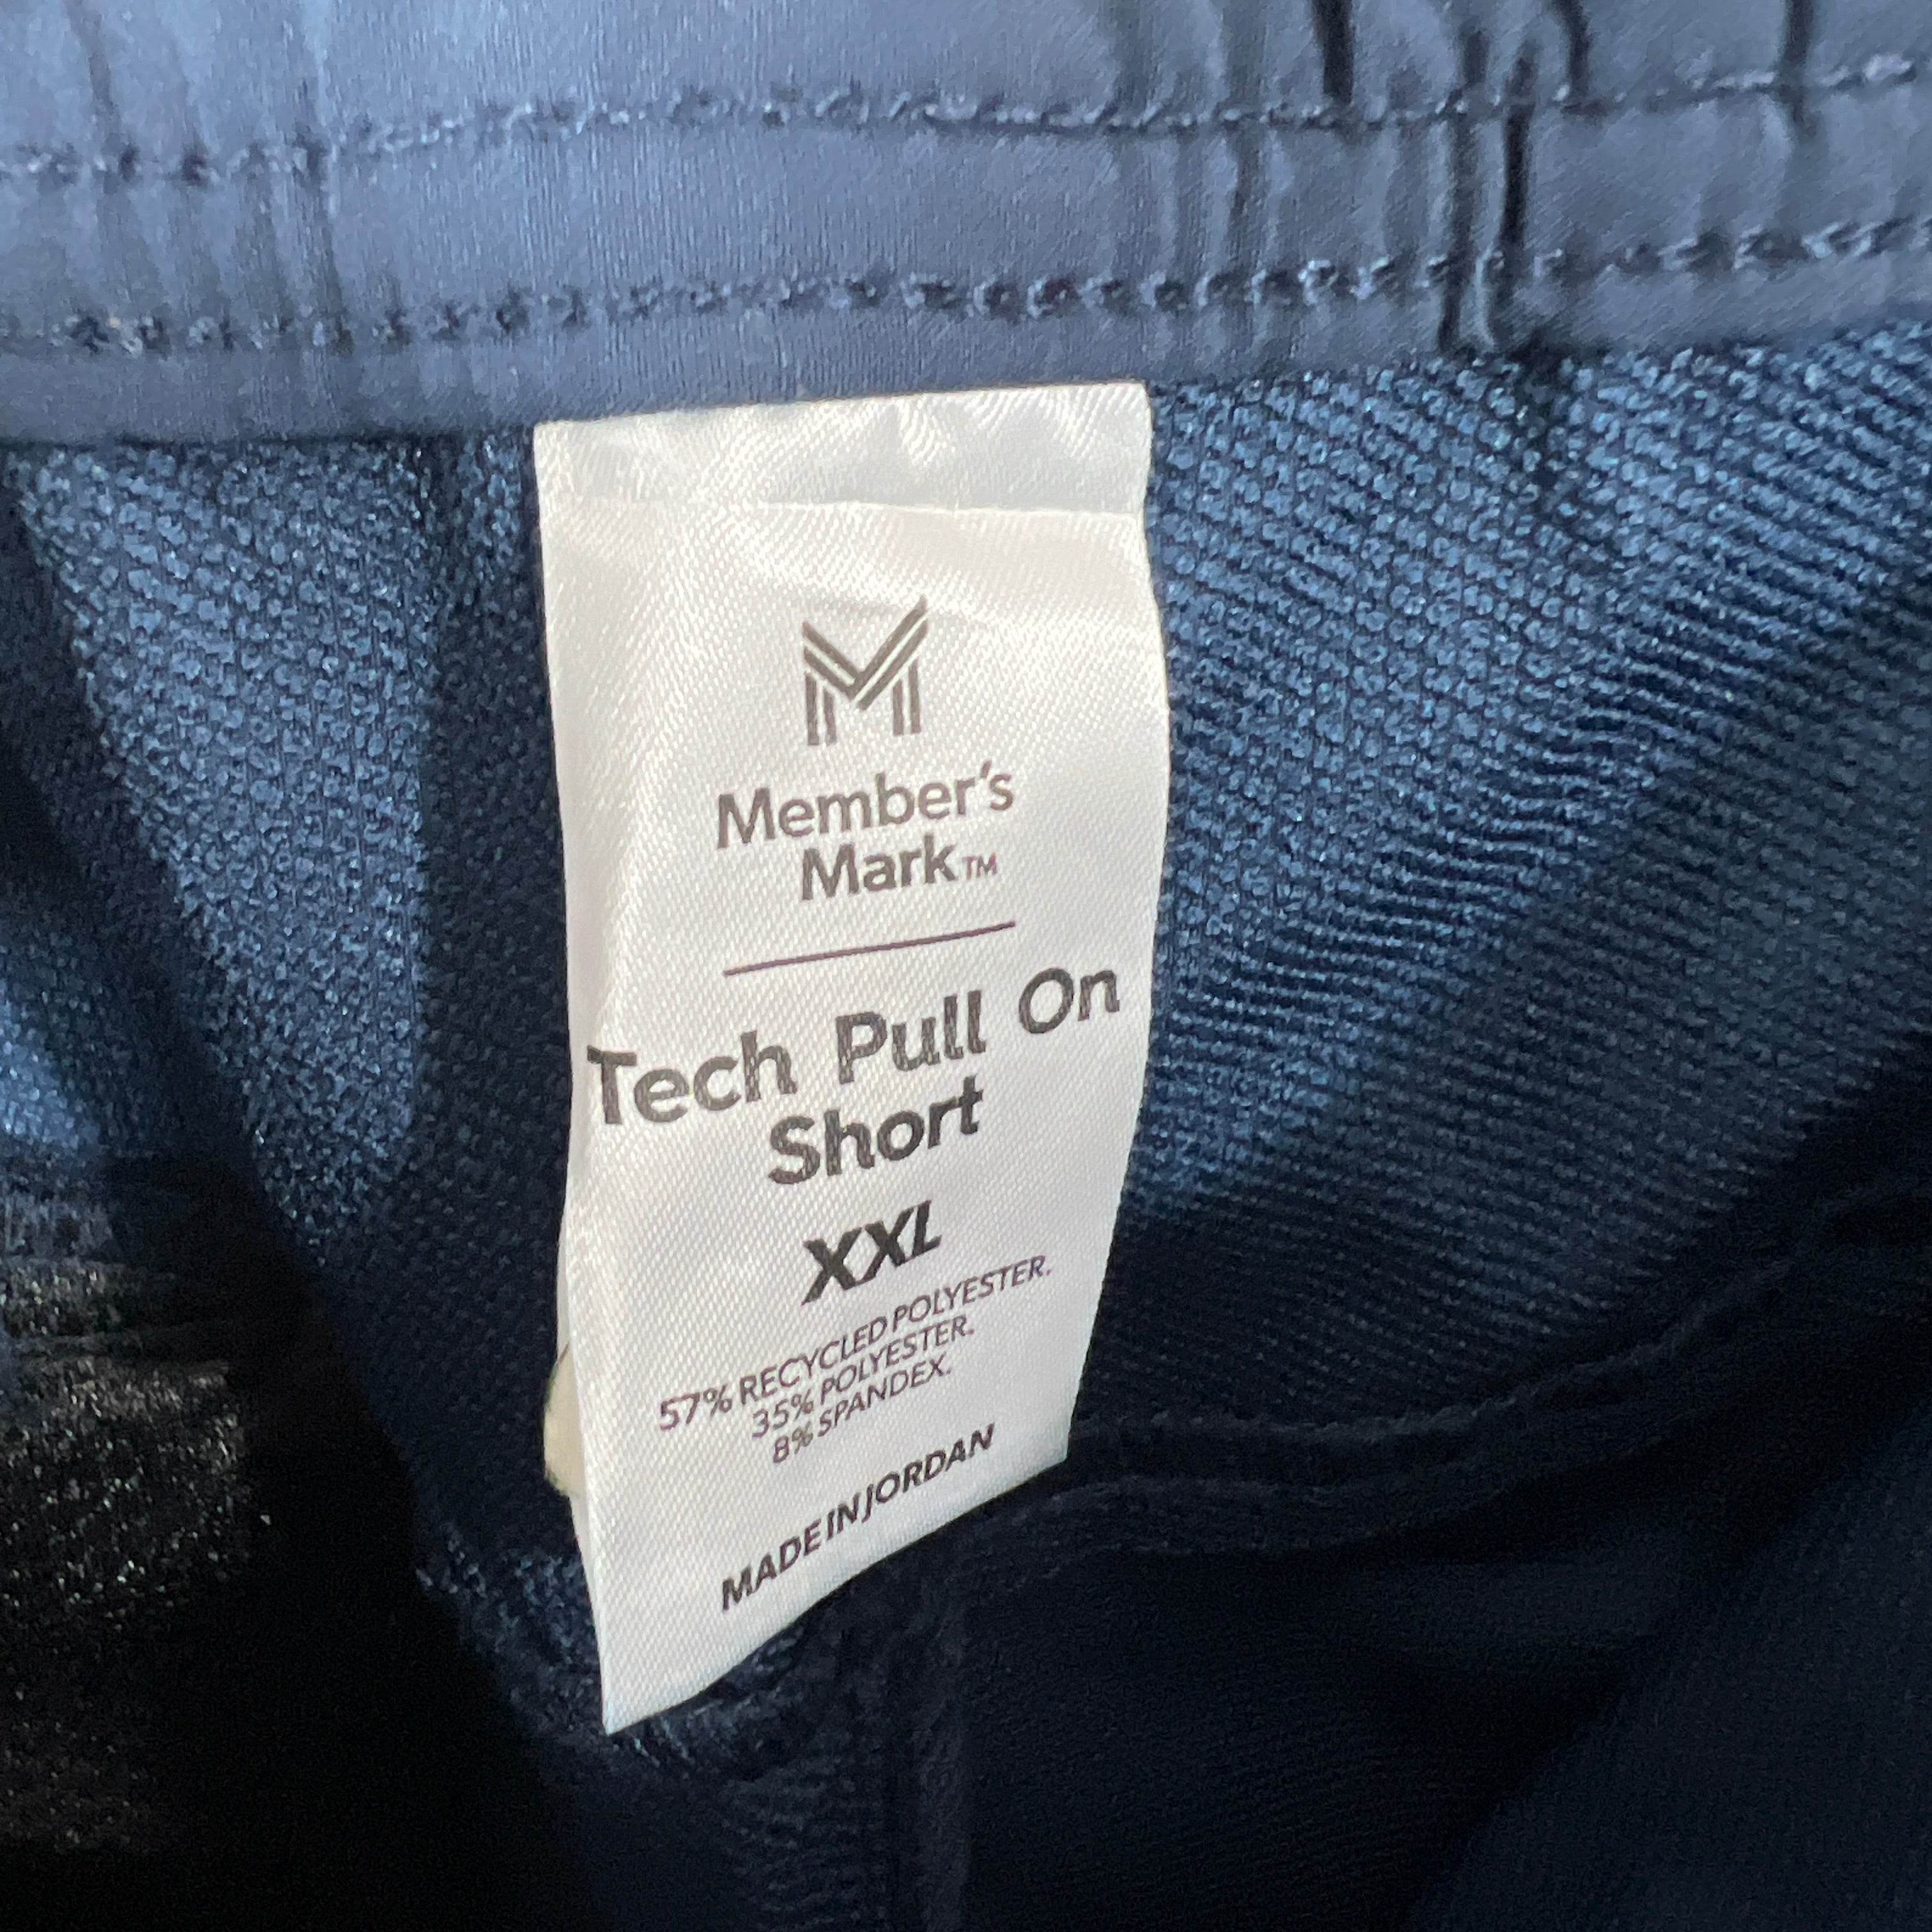 Member's
Mark™
Tech Pull On
Short
XXL
57% RECYCLED POLYESTER.
35% POLYESTER.
8% SPANDEX.
MADE IN JORDAN